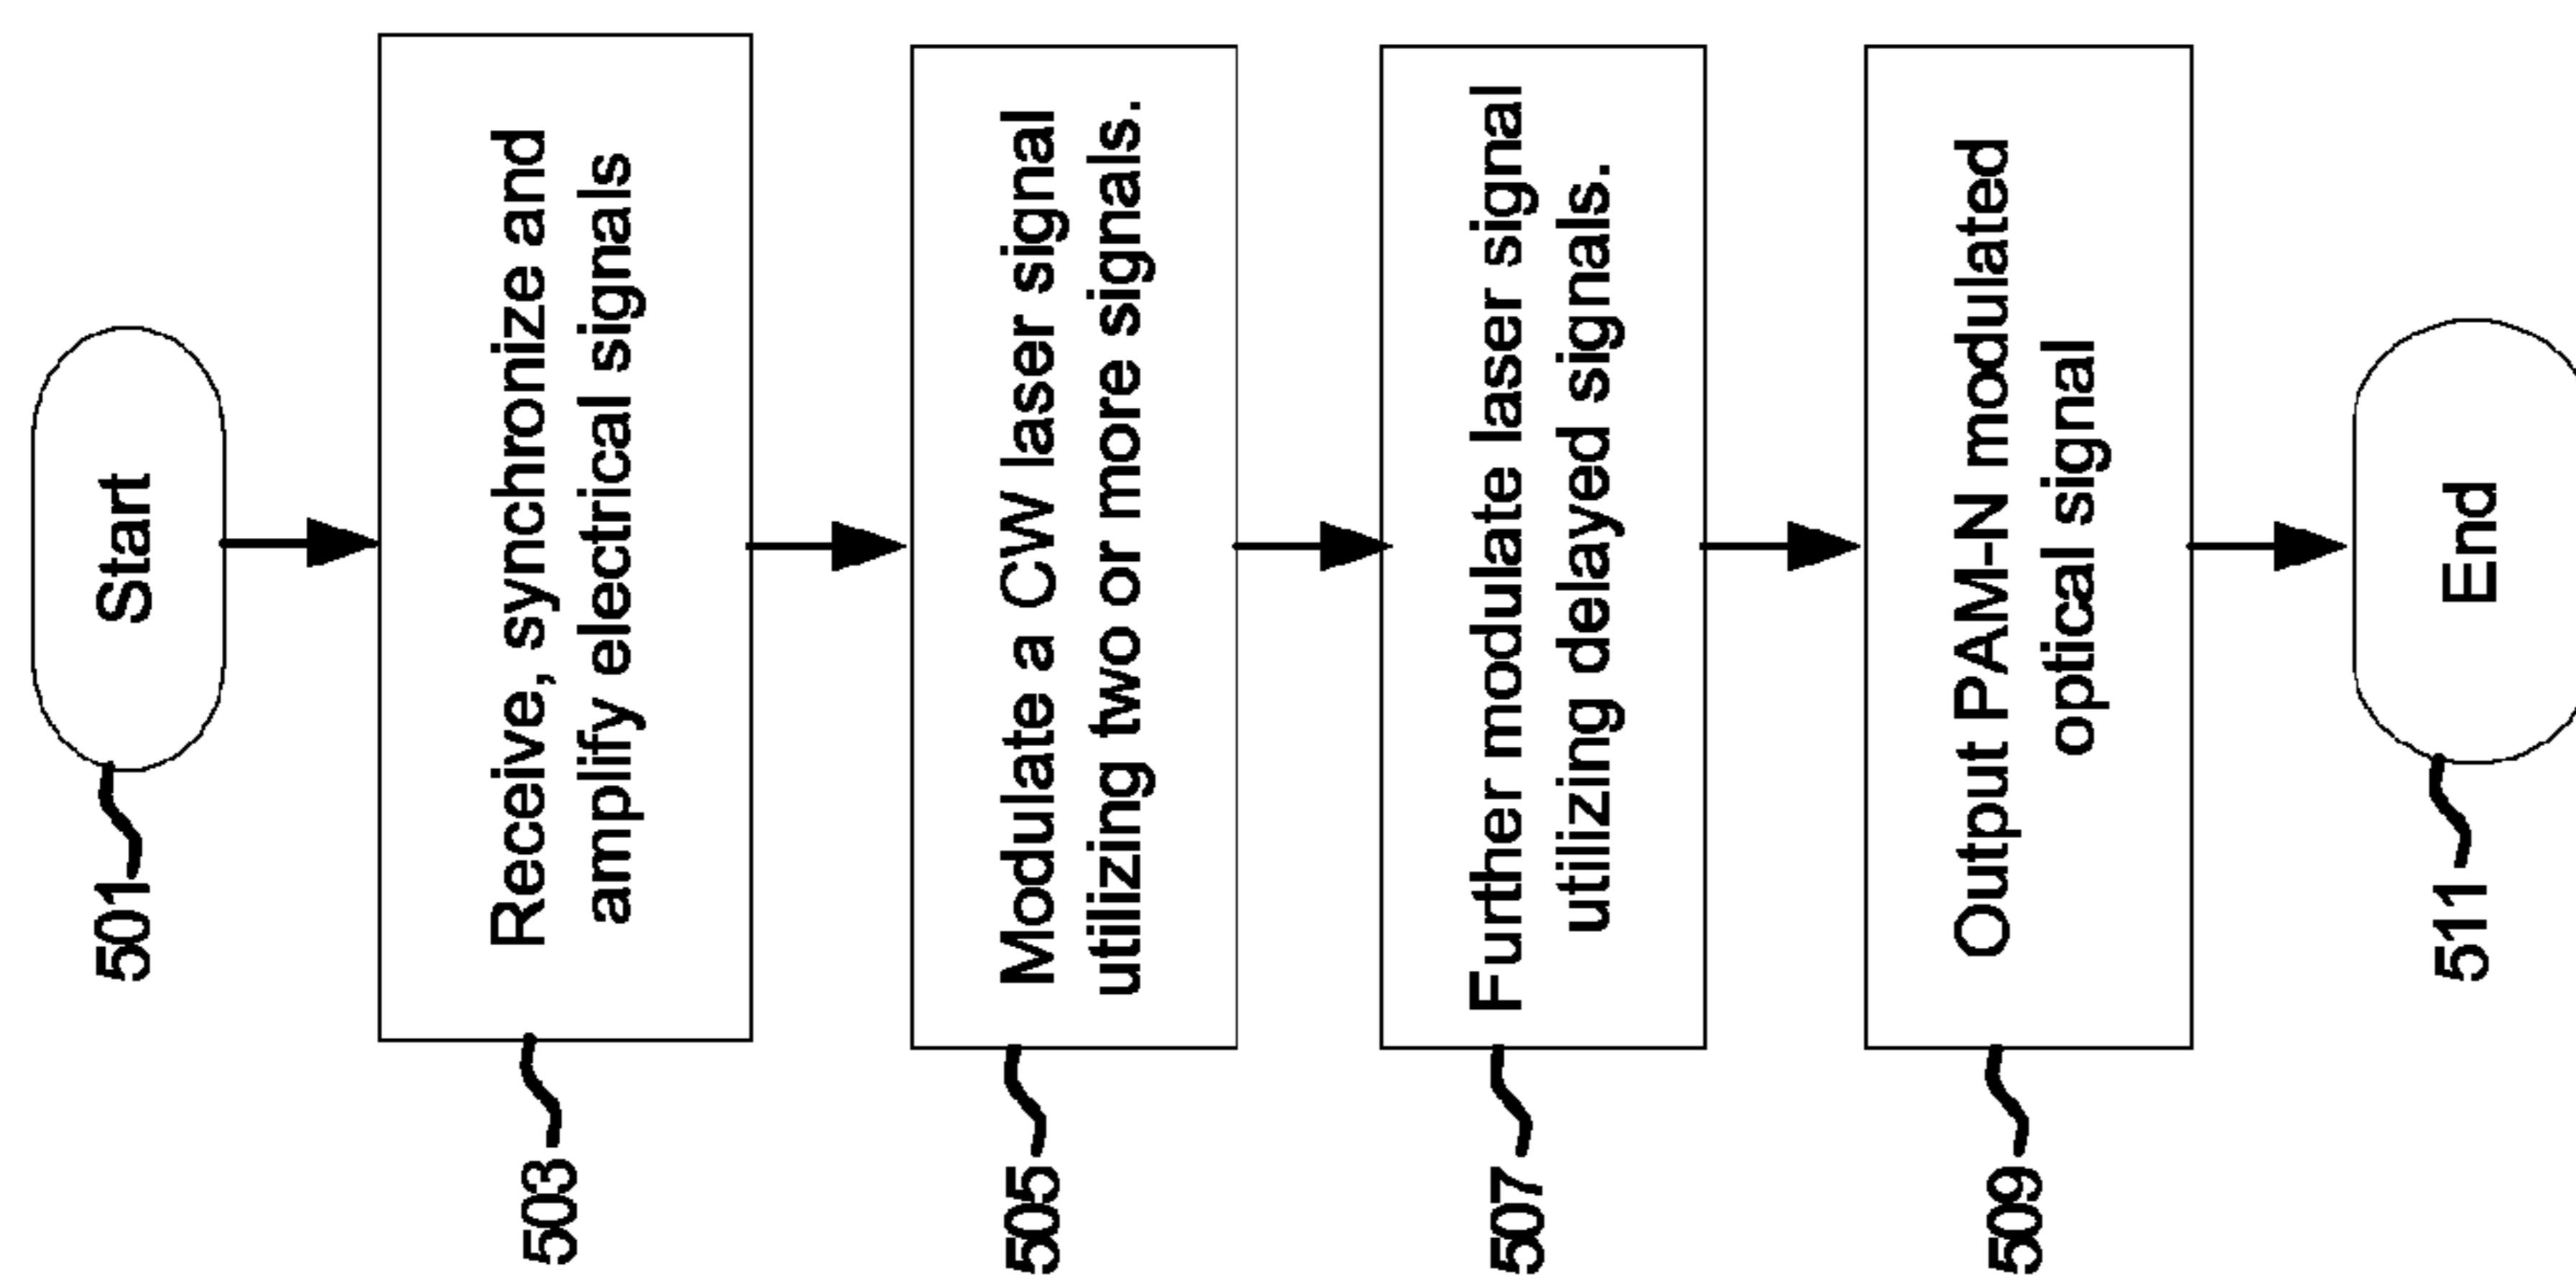 501
Start
503
Receive, synchronize and
amplify electrical signals
505
Modulate a CW laser signal
utilizing two or more signals.
507
Further modulate laser signal
utilizing delayed signals.
509
Output PAM-N modulated
optical signal
511
End